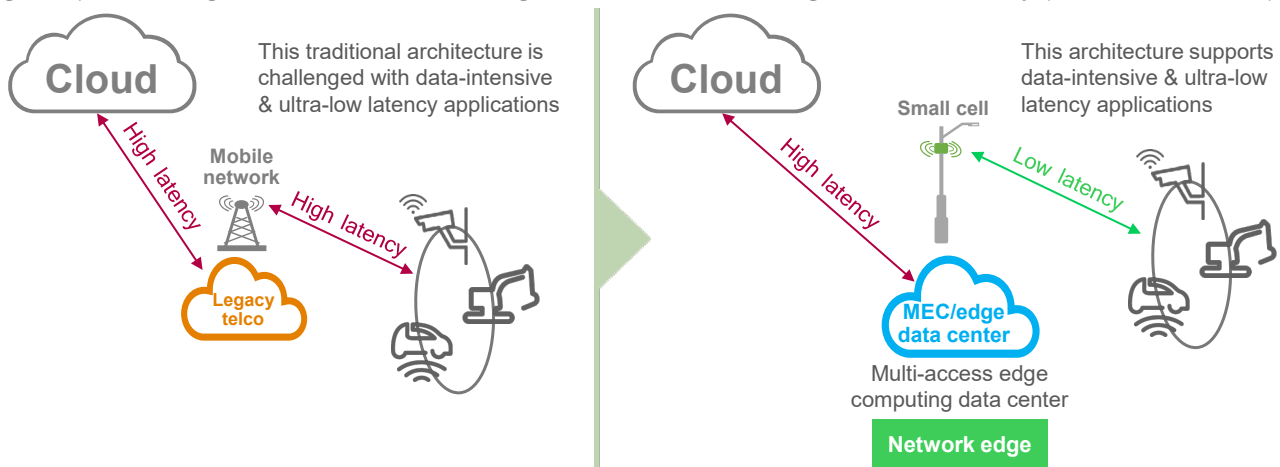 Cloud
This traditional architecture is
challenged with data-intensive
& ultra-low latency applications
High latency
Mobile
network
High latency
Legacy
telco
Cloud
This architecture supports
data-intensive & ultra-low
latency applications
Small cell
High latency
Low latency
MEC/edge
data center
Multi-access edge
computing data center
Network edge